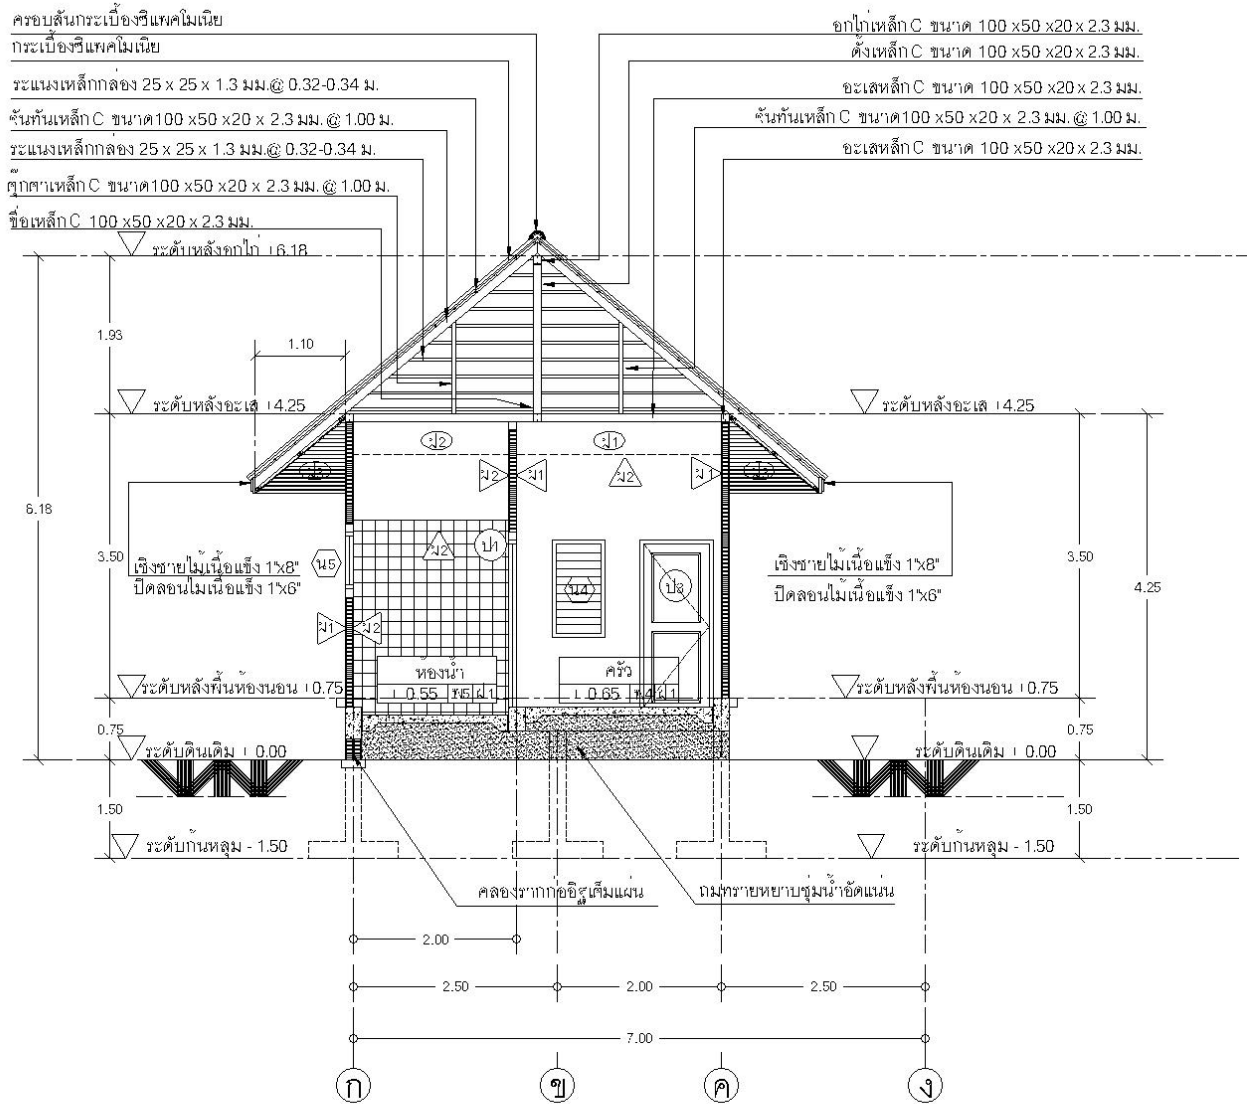 ครอบสันกระเบื้องซีแพคโมเนีย
กระเบื้องซีแพคโมเนีย
ระแนงเหล็กกล่อง 25 x 25 x 1.3 มม.@ 0.32-0.34 ม.
จันทันเหล็ก C ขนาด 100 x50 x20 x 2.3 มม. @ 1.00 ม.
ระแนงเหล็กกล่อง 25 x 25 x 1.3 มม.@ 0.32-0.34 ม.
ตุ๊กตาเหล็ก C ขนาด 100 x50 x20 x 2.3 มม. @ 1.00 ม.
ขื่อเหล็ก C 100 x50 x20 x 2.3 มม.
อกไก่เหล็ก C ขนาด 100 x50 x20 x 2.3 มม.
ดั้งเหล็ก C ขนาด 100 x50 x20 x 2.3 มม.
อะเสเหล็ก C ขนาด 100 x50 x20 x 2.3 มม.
จันทันเหล็ก C ขนาด 100 x50 x20 x 2.3 มม. @ 1.00 ม.
อะเสเหล็ก C ขนาด 100 x50 x20 x 2.3 มม.
ระดับหลังอกไก่ +6.18
1.93
1.10
ระดับหลังอะเส +4.25
ระดับหลังอะเส +4.25
ฝ2
ฝ1
ผ2
ผ1
ผ2
ผ1
6.18
3.50
น5
ผ2
ป1
น4
ป3
3.50
4.25
เชิงชายไม้เนื้อแข็ง 1"x8"
ปิดลอนไม้เนื้อแข็ง 1"x6"
เชิงชายไม้เนื้อแข็ง 1"x8"
ปิดลอนไม้เนื้อแข็ง 1"x6"
ผ1
ผ2
ห้องน้ำ
+ 0.55 พ5 ฝ1
ครัว
+ 0.65 พ4 ฝ1
ระดับหลังพื้นห้องนอน +0.75
ระดับหลังพื้นห้องนอน +0.75
0.75
0.75
ระดับดินเดิม + 0.00
ระดับดินเดิม + 0.00
1.50
1.50
ระดับก้นหลุม - 1.50
ระดับก้นหลุม - 1.50
คลองรากก่ออิฐเต็มแผ่น
ถมทรายหยาบชุ่มน้ำอัดแน่น
2.00
2.50
2.00
2.50
7.00
ก
ข
ค
ง